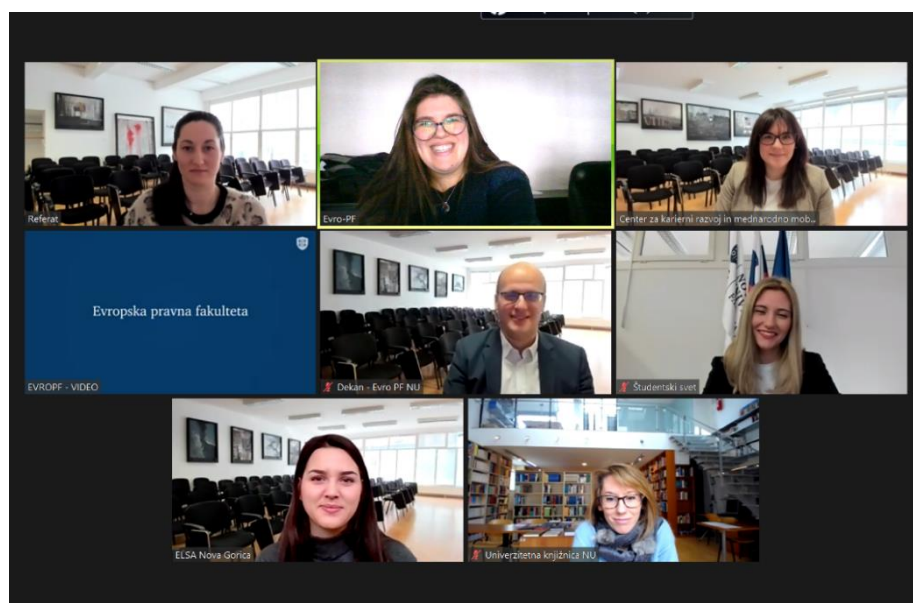 Referat
Evro-PF
Center za karierni razvoj in mednarodno mob...
Evropska pravna fakulteta
EVROPF - VIDEO
Dekan - Evro PF NU
Študentski svet
ELSA Nova Gorica
Univerzitetna knjižnica NU